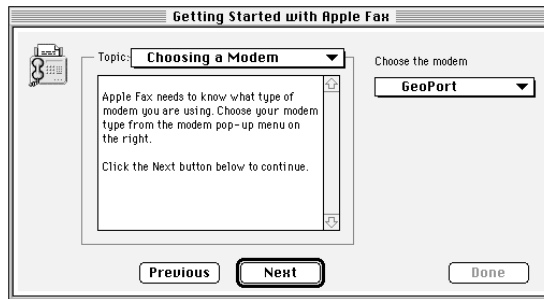 Getting Started with Apple Fax
Topic: Choosing a Modem
Choose the modem
GeoPort
Apple Fax needs to know what type of
modem you are using. Choose your modem
type from the modem pop-up menu on
the right.
Click the Next button below to continue.
Previous
Next
Done